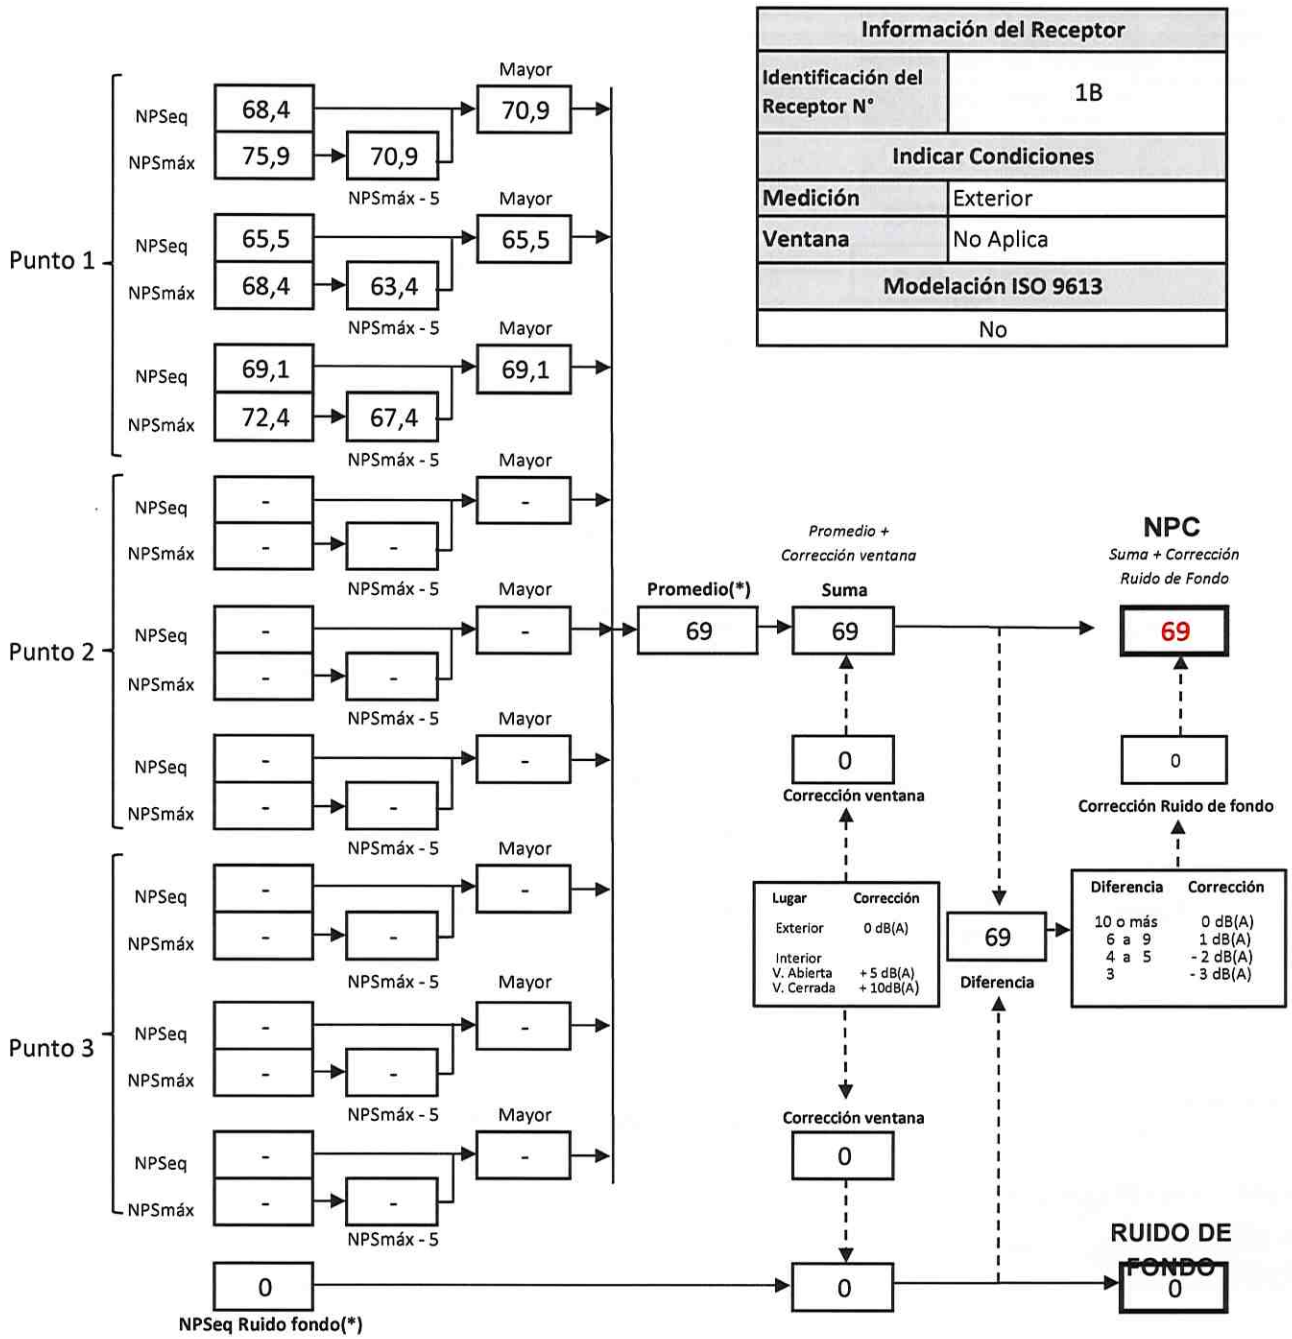 Información del Receptor
Identificación del
Receptor N°
1B
Indicar Condiciones
Medición
Exterior
Ventana
No Aplica
Modelación ISO 9613
No
Punto 1
Mayor
NPSeq
68,4
70,9
NPSmáx
75,9
70,9
NPSmáx - 5
Mayor
NPSeq
65,5
65,5
NPSmáx
68,4
63,4
NPSmáx - 5
Mayor
NPSeq
69,1
69,1
NPSmáx
72,4
67,4
NPSmáx - 5
Punto 2
Mayor
NPSeq
-
-
NPSmáx
-
-
NPSmáx - 5
Mayor
NPSeq
-
-
NPSmáx
-
-
NPSmáx - 5
Mayor
NPSeq
-
-
NPSmáx
-
-
NPSmáx - 5
Punto 3
Mayor
NPSeq
-
-
NPSmáx
-
-
NPSmáx - 5
Mayor
NPSeq
-
-
NPSmáx
-
-
NPSmáx - 5
Mayor
NPSeq
-
-
NPSmáx
-
-
NPSmáx - 5
0
NPSeq Ruido fondo(*)
Promedio(*)
69
Promedio +
Corrección ventana
Suma
69
0
Corrección ventana
Lugar Corrección
Exterior 0 dB(A)
Interior
V. Abierta + 5 dB(A)
V. Cerrada + 10dB(A)
Corrección ventana
0
0
69
Diferencia
NPC
Suma + Corrección
Ruido de Fondo
69
0
Corrección Ruido de fondo
Diferencia Corrección
10 o más 0 dB(A)
6 a 9 1 dB(A)
4 a 5 - 2 dB(A)
3 - 3 dB(A)
RUIDO DE
FONDO
0